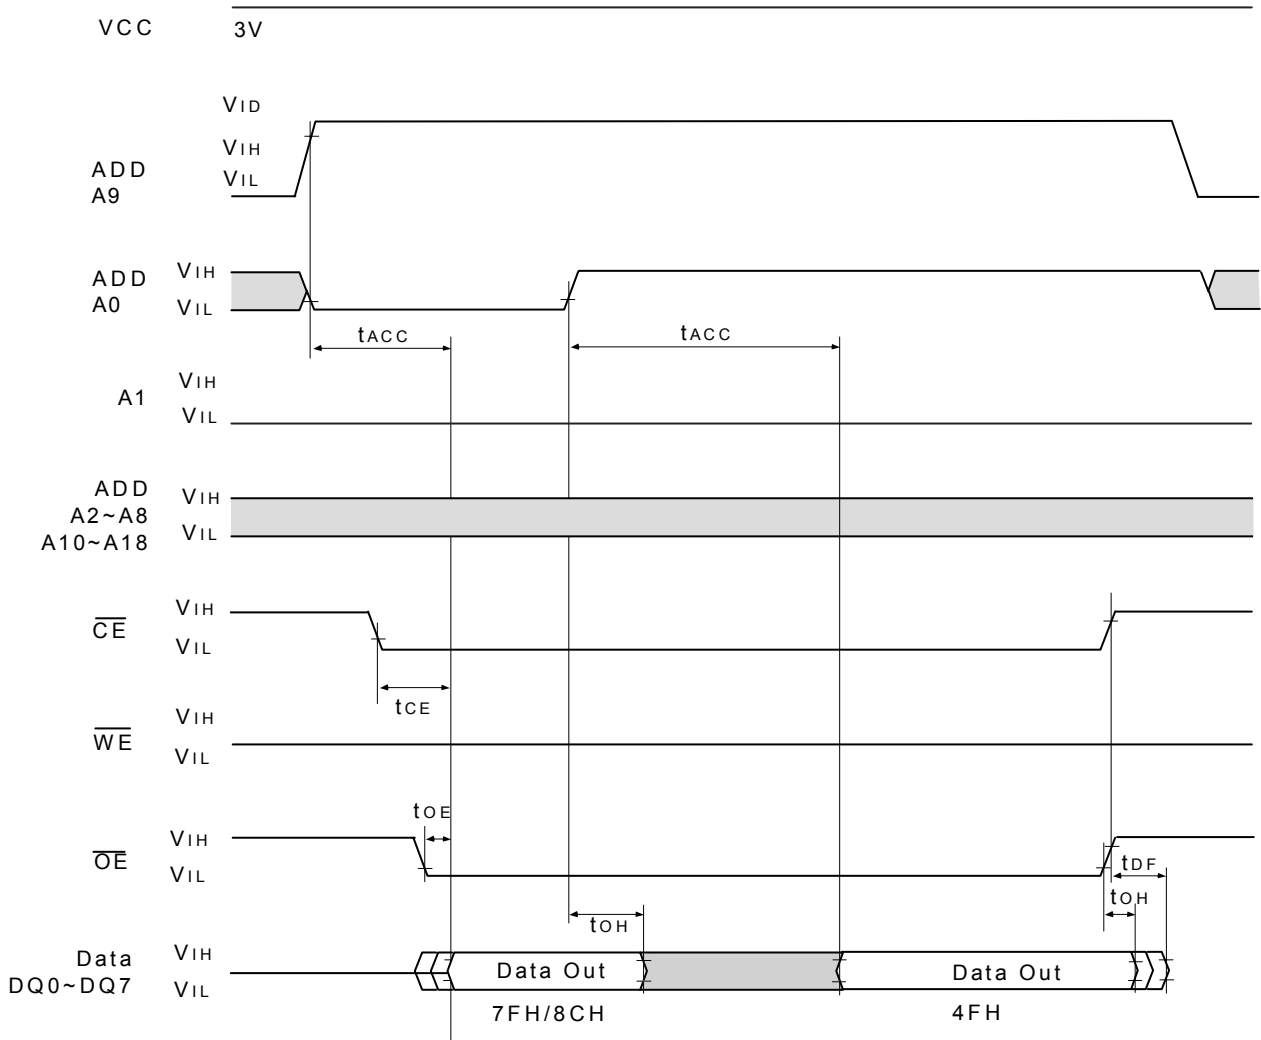 VCC 3V
VID
VIH
ADD VIL
A9
ADD VIH
A0 VIL
tACC tACC
VIH
A1
VIL
ADD VIH
A2~A8
A10~A18 VIL
VIH
CE
VIL
tCE
VIH
WE
VIL
tOE
VIH
OE
VIL
tDF
tOH
tOH
Data VIH
DQ0~DQ7 VIL
Data Out Data Out
7FH/8CH 4FH